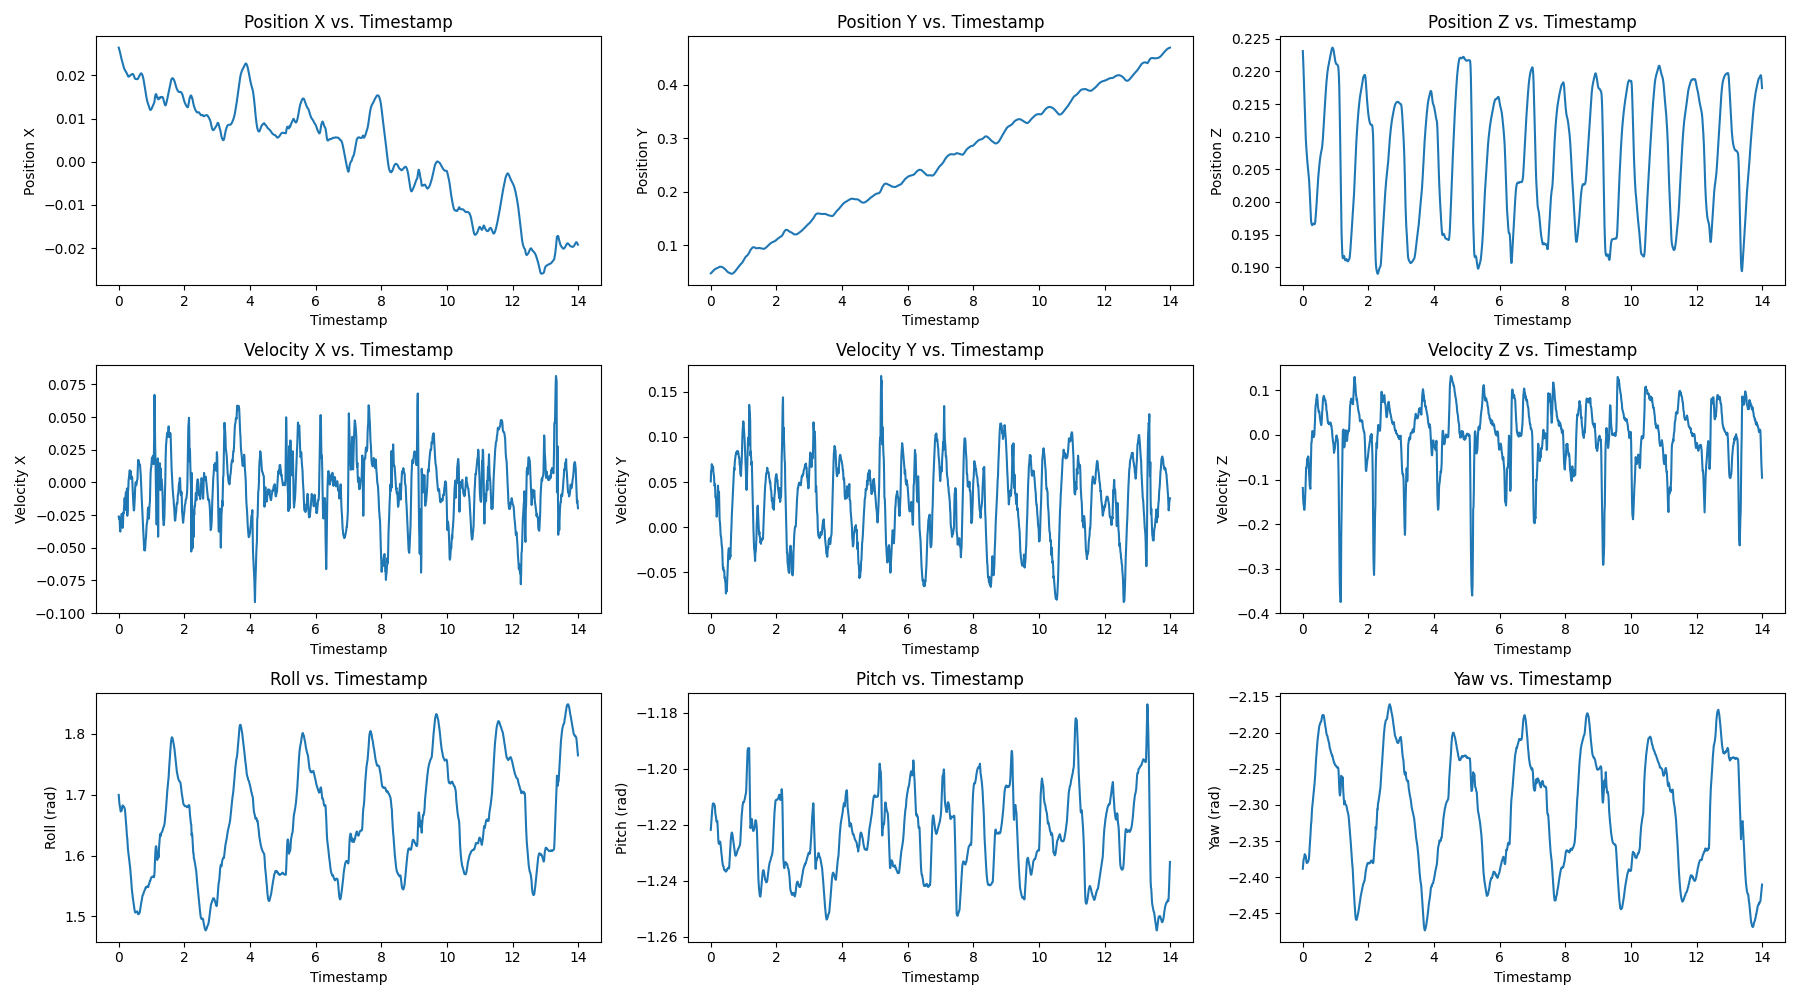 Position X vs. Timestamp
Position X
0.02
0.01
0.00
−0.01
−0.02
0 2 4 6 8 10 12 14
Timestamp
Position Y vs. Timestamp
Position Y
0.4
0.3
0.2
0.1
0 2 4 6 8 10 12 14
Timestamp
Position Z vs. Timestamp
Position Z
0.225
0.220
0.215
0.210
0.205
0.200
0.195
0.190
0 2 4 6 8 10 12 14
Timestamp
Velocity X vs. Timestamp
Velocity X
0.075
0.050
0.025
0.000
−0.025
−0.050
−0.075
−0.100
0 2 4 6 8 10 12 14
Timestamp
Velocity Y vs. Timestamp
Velocity Y
0.15
0.10
0.05
0.00
−0.05
0 2 4 6 8 10 12 14
Timestamp
Velocity Z vs. Timestamp
Velocity Z
0.1
0.0
−0.1
−0.2
−0.3
−0.4
0 2 4 6 8 10 12 14
Timestamp
Roll vs. Timestamp
Roll (rad)
1.8
1.7
1.6
1.5
0 2 4 6 8 10 12 14
Timestamp
Pitch vs. Timestamp
Pitch (rad)
−1.18
−1.20
−1.22
−1.24
−1.26
0 2 4 6 8 10 12 14
Timestamp
Yaw vs. Timestamp
Yaw (rad)
−2.15
−2.20
−2.25
−2.30
−2.35
−2.40
−2.45
0 2 4 6 8 10 12 14
Timestamp